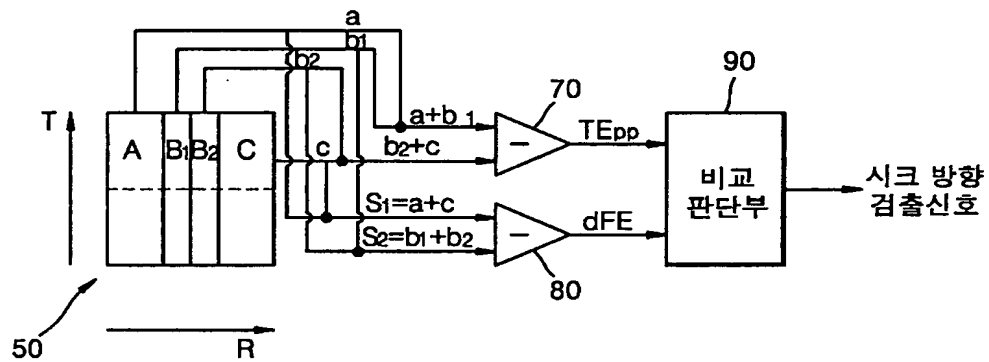 a
b1
b2
90
70
T
A
B1
B2
C
a+b1
TEpp
c
b2+c
비교
판단부
시크 방향
검출신호
S1=a+c
S2=b1+b2
dFE
80
50
R